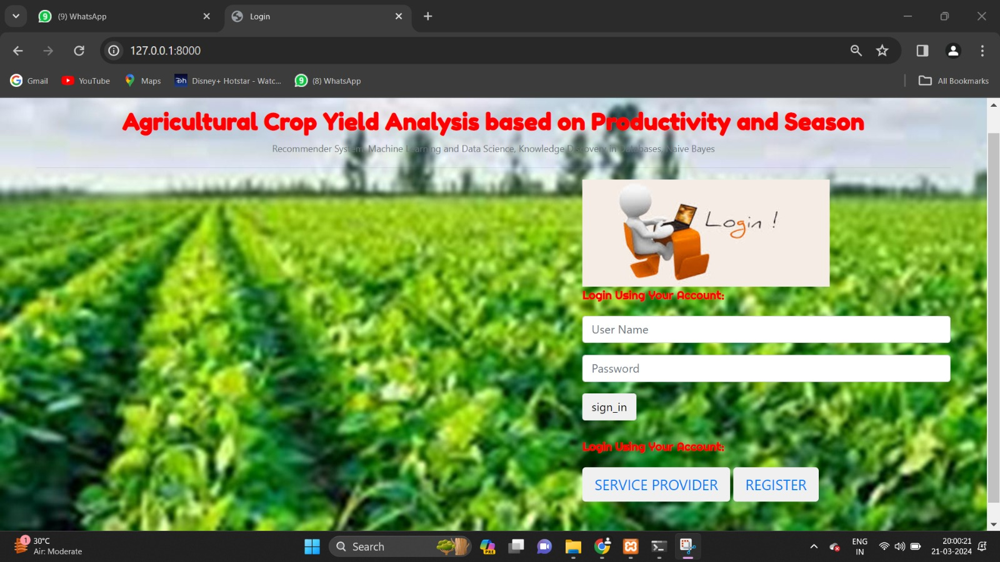 (9) WhatsApp
Login
127.0.0.1:8000
Gmail
YouTube
Maps
Disney+ Hotstar - Watc...
(8) WhatsApp
All Bookmarks
Agricultural Crop Yield Analysis based on Productivity and Season
Recommender System, Machine Learning and Data Science, Knowledge Discovery in Databases, Naive Bayes
Login !
Login Using Your Account:
User Name
Password
sign_in
Login Using Your Account:
SERVICE PROVIDER
REGISTER
1
30°C
Air: Moderate
Search
PRE
ENG
IN
20:00:21
21-03-2024